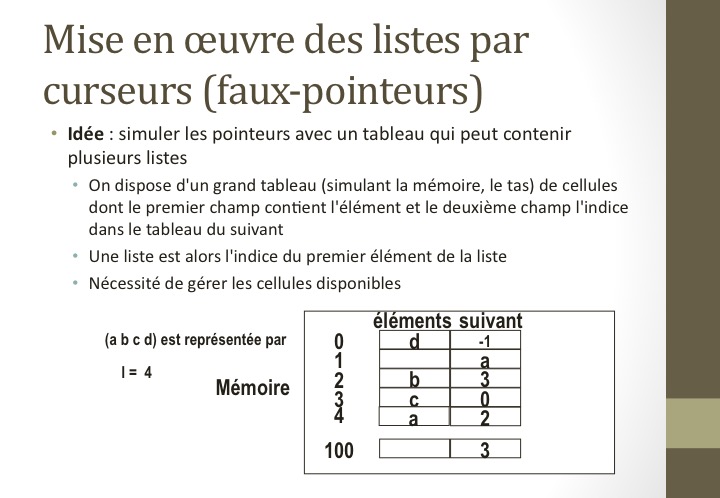 Mise en œuvre des listes par
curseurs (faux-pointeurs)
• Idée : simuler les pointeurs avec un tableau qui peut contenir
plusieurs listes
• On dispose d'un grand tableau (simulant la mémoire, le tas) de cellules
dont le premier champ contient l'élément et le deuxième champ l'indice
dans le tableau du suivant
• Une liste est alors l'indice du premier élément de la liste
• Nécessité de gérer les cellules disponibles
(a b c d) est représentée par
l = 4
Mémoire
éléments suivant
0 d -1
1 a
2 b 3
3 c 0
4 a 2
100 3